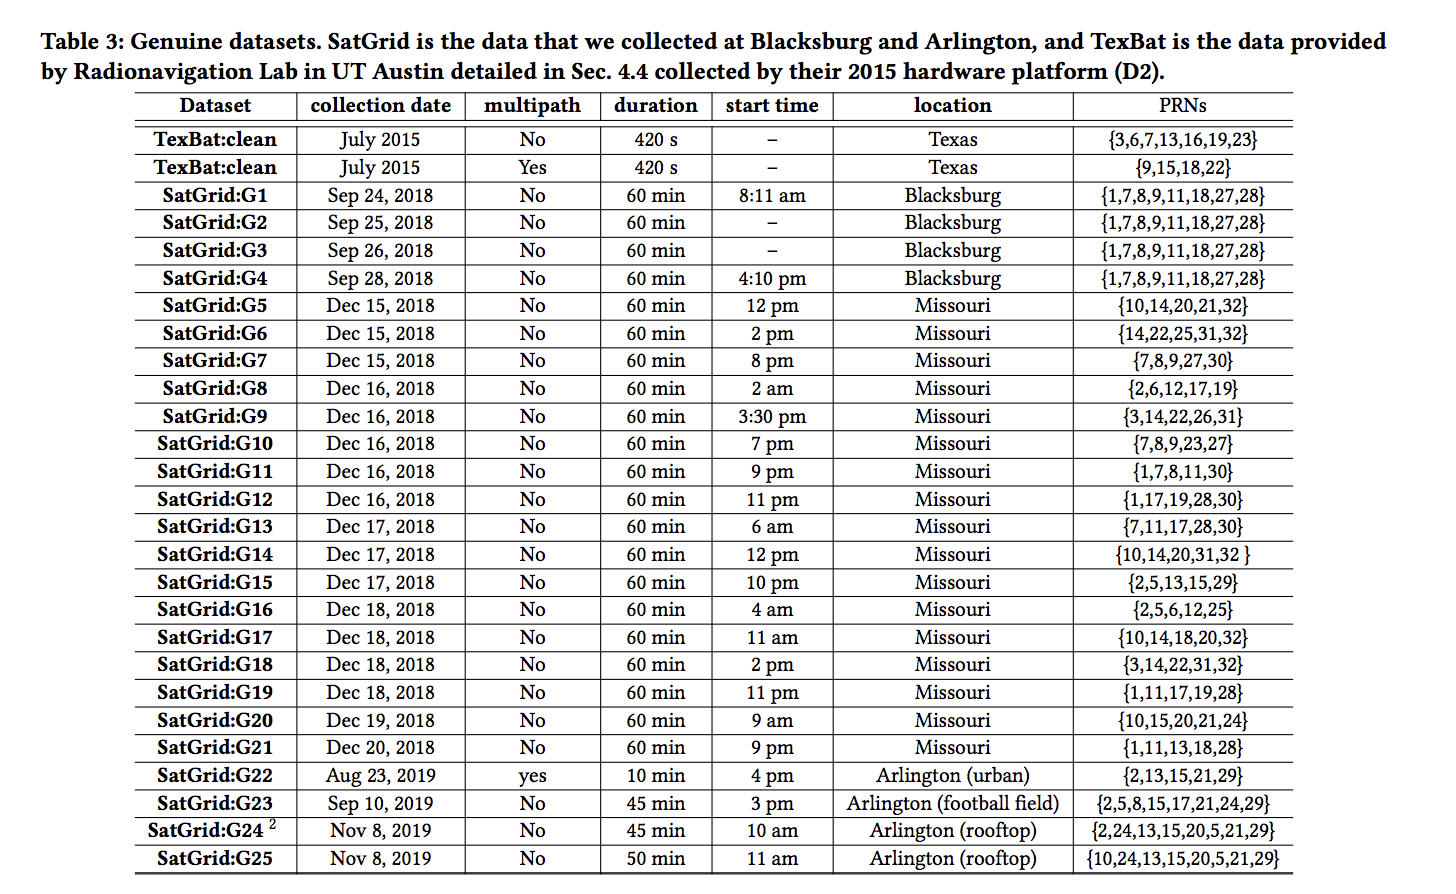 Table 3: Genuine datasets. SatGrid is the data that we collected at Blacksburg and Arlington, and TexBat is the data provided
by Radionavigation Lab in UT Austin detailed in Sec. 4.4 collected by their 2015 hardware platform (D2).
Dataset collection date multipath duration start time location PRNs
TexBat:clean July 2015 No 420 s – Texas {3,6,7,13,16,19,23}
TexBat:clean July 2015 Yes 420 s – Texas {9,15,18,22}
SatGrid:G1 Sep 24, 2018 No 60 min 8:11 am Blacksburg {1,7,8,9,11,18,27,28}
SatGrid:G2 Sep 25, 2018 No 60 min – Blacksburg {1,7,8,9,11,18,27,28}
SatGrid:G3 Sep 26, 2018 No 60 min – Blacksburg {1,7,8,9,11,18,27,28}
SatGrid:G4 Sep 28, 2018 No 60 min 4:10 pm Blacksburg {1,7,8,9,11,18,27,28}
SatGrid:G5 Dec 15, 2018 No 60 min 12 pm Missouri {10,14,20,21,32}
SatGrid:G6 Dec 15, 2018 No 60 min 2 pm Missouri {14,22,25,31,32}
SatGrid:G7 Dec 15, 2018 No 60 min 8 pm Missouri {7,8,9,27,30}
SatGrid:G8 Dec 16, 2018 No 60 min 2 am Missouri {2,6,12,17,19}
SatGrid:G9 Dec 16, 2018 No 60 min 3:30 pm Missouri {3,14,22,26,31}
SatGrid:G10 Dec 16, 2018 No 60 min 7 pm Missouri {7,8,9,23,27}
SatGrid:G11 Dec 16, 2018 No 60 min 9 pm Missouri {1,7,8,11,30}
SatGrid:G12 Dec 16, 2018 No 60 min 11 pm Missouri {1,17,19,28,30}
SatGrid:G13 Dec 17, 2018 No 60 min 6 am Missouri {7,11,17,28,30}
SatGrid:G14 Dec 17, 2018 No 60 min 12 pm Missouri {10,14,20,31,32 }
SatGrid:G15 Dec 17, 2018 No 60 min 10 pm Missouri {2,5,13,15,29}
SatGrid:G16 Dec 18, 2018 No 60 min 4 am Missouri {2,5,6,12,25}
SatGrid:G17 Dec 18, 2018 No 60 min 11 am Missouri {10,14,18,20,32}
SatGrid:G18 Dec 18, 2018 No 60 min 2 pm Missouri {3,14,22,31,32}
SatGrid:G19 Dec 18, 2018 No 60 min 11 pm Missouri {1,11,17,19,28}
SatGrid:G20 Dec 19, 2018 No 60 min 9 am Missouri {10,15,20,21,24}
SatGrid:G21 Dec 20, 2018 No 60 min 9 pm Missouri {1,11,13,18,28}
SatGrid:G22 Aug 23, 2019 yes 10 min 4 pm Arlington (urban) {2,13,15,21,29}
SatGrid:G23 Sep 10, 2019 No 45 min 3 pm Arlington (football field) {2,5,8,15,17,21,24,29}
SatGrid:G24 2 Nov 8, 2019 No 45 min 10 am Arlington (rooftop) {2,24,13,15,20,5,21,29}
SatGrid:G25 Nov 8, 2019 No 50 min 11 am Arlington (rooftop) {10,24,13,15,20,5,21,29}